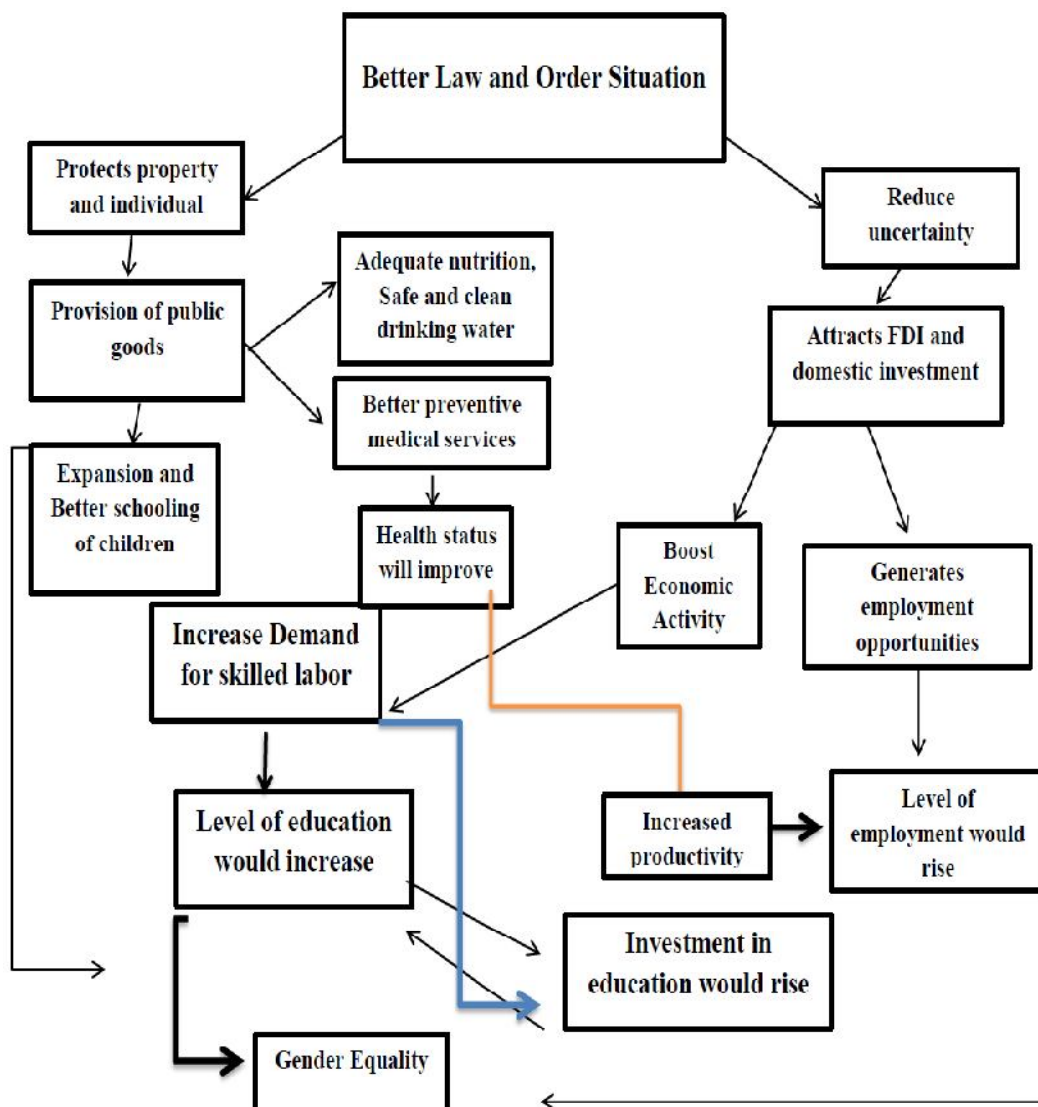 Better Law and Order Situation
Protects property
and individual
Reduce
uncertainty
Adequate nutrition,
Safe and clean
drinking water
Provision of public
goods
Attracts FDI and
domestic investment
Better preventive
medical services
Expansion and
Better schooling
of children
Health status
will improve
Boost
Economic
Activity
Generates
employment
opportunities
Increase Demand
for skilled labor
Level of education
would increase
Increased
productivity
Level of
employment would
rise
Investment in
education would rise
Gender Equality